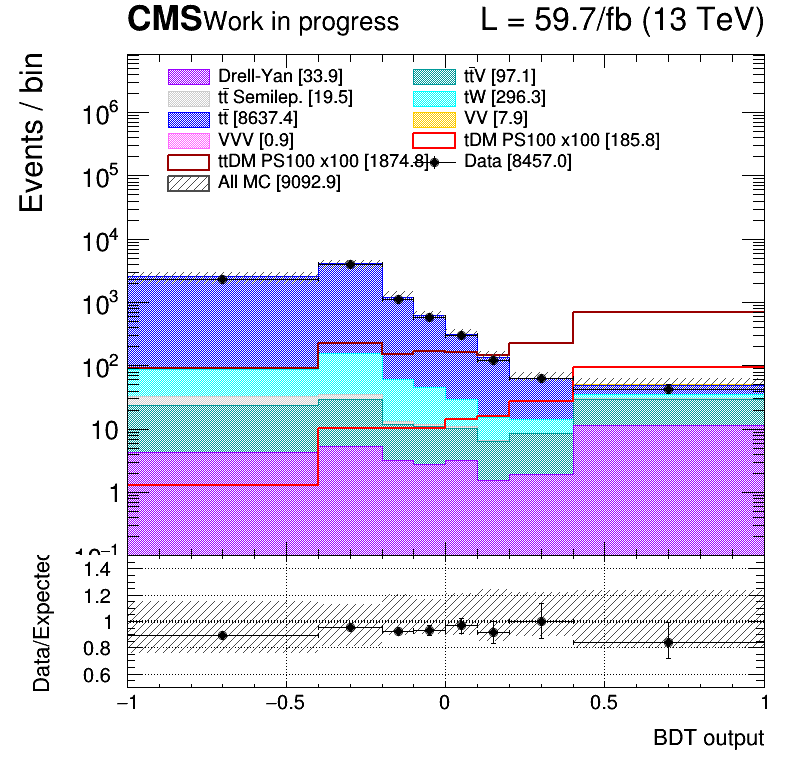 CMS Work in progress L = 59.7/fb (13 TeV)
Events / bin
Drell-Yan [33.9] tt̄V [97.1]
tt̄ Semilep. [19.5] tW [296.3]
tt̄ [8637.4] VV [7.9]
VVV [0.9] tDM PS100 x100 [185.8]
ttDM PS100 x100 [1874.8] Data [8457.0]
All MC [9092.9]
10⁶
10⁵
10⁴
10³
10²
10
1
10⁻¹
Data/Expected
1.4
1.2
1
0.8
0.6
−1 −0.5 0 0.5 1
BDT output